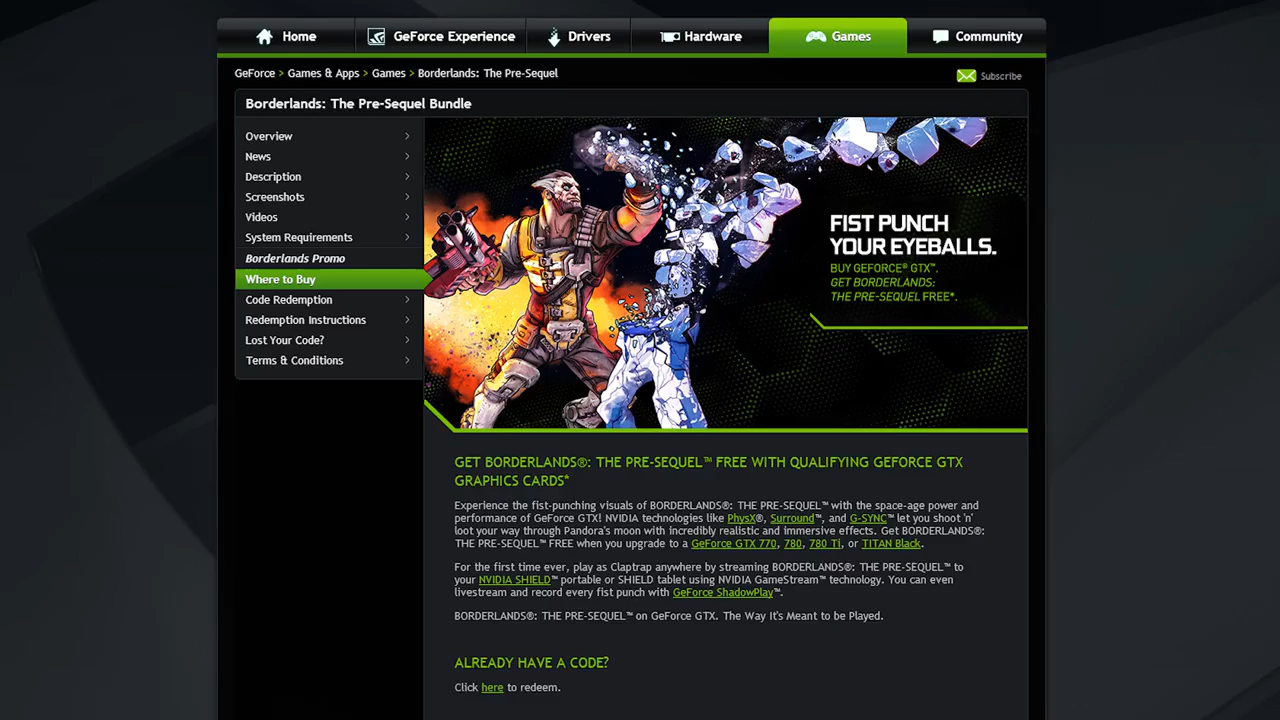 Home
GeForce Experience
Drivers
Hardware
Games
Community
GeForce > Games & Apps > Games > Borderlands: The Pre-Sequel
Subscribe
Borderlands: The Pre-Sequel Bundle
Overview
News
Description
Screenshots
Videos
System Requirements
Borderlands Promo
Where to Buy
Code Redemption
Redemption Instructions
Lost Your Code?
Terms & Conditions
FIST PUNCH
YOUR EYEBALLS.
BUY GEFORCE® GTX™.
GET BORDERLANDS:
THE PRE-SEQUEL FREE*.
GET BORDERLANDS®: THE PRE-SEQUEL™ FREE WITH QUALIFYING GEFORCE GTX
GRAPHICS CARDS*
Experience the fist-punching visuals of BORDERLANDS®: THE PRE-SEQUEL™ with the space-age power and
performance of GeForce GTX! NVIDIA technologies like PhysX®, Surround™, and G-SYNC™ let you shoot 'n'
loot your way through Pandora's moon with incredibly realistic and immersive effects. Get BORDERLANDS®:
THE PRE-SEQUEL™ FREE when you upgrade to a GeForce GTX 770, 780, 780 Ti, or TITAN Black.
For the first time ever, play as Claptrap anywhere by streaming BORDERLANDS®: THE PRE-SEQUEL™ to
your NVIDIA SHIELD™ portable or SHIELD tablet using NVIDIA GameStream™ technology. You can even
livestream and record every fist punch with GeForce ShadowPlay™.
BORDERLANDS®: THE PRE-SEQUEL™ on GeForce GTX. The Way It's Meant to be Played.
ALREADY HAVE A CODE?
Click here to redeem.